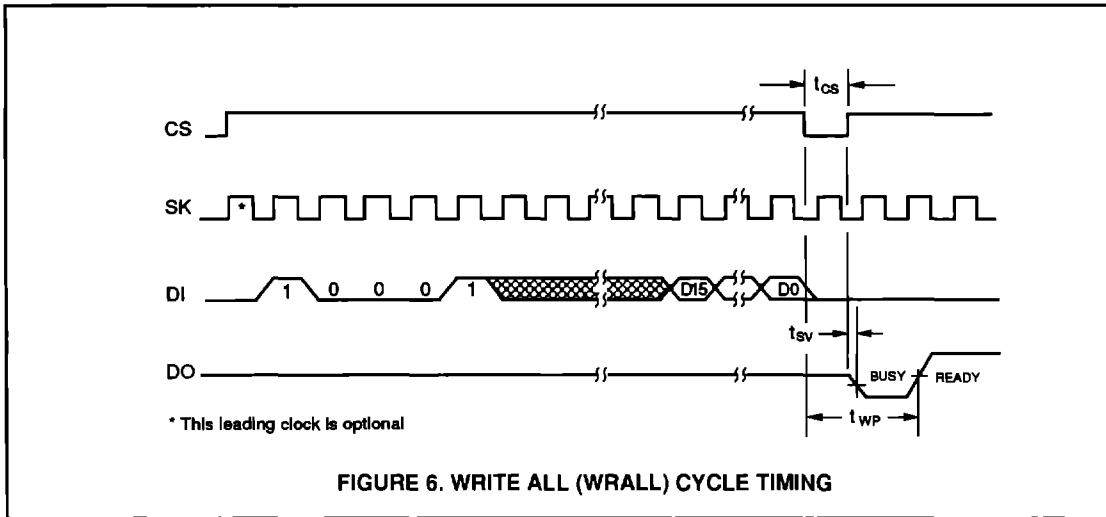 tCS
CS
SK *
DI 1 0 0 0 1 D15 D0
tSV
DO BUSY READY
tWP
* This leading clock is optional
FIGURE 6. WRITE ALL (WRALL) CYCLE TIMING